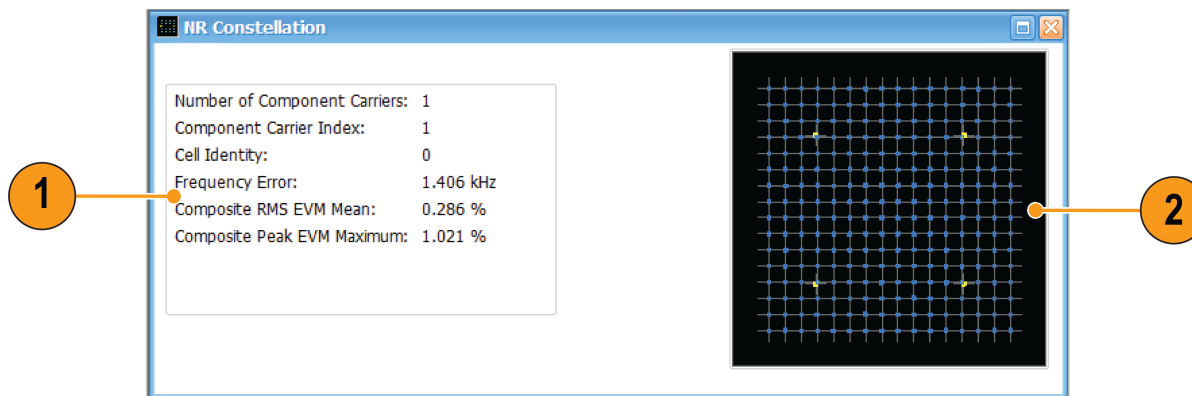 NR Constellation
Number of Component Carriers: 1
Component Carrier Index: 1
Cell Identity: 0
Frequency Error: 1.406 kHz
Composite RMS EVM Mean: 0.286 %
Composite Peak EVM Maximum: 1.021 %
1
2